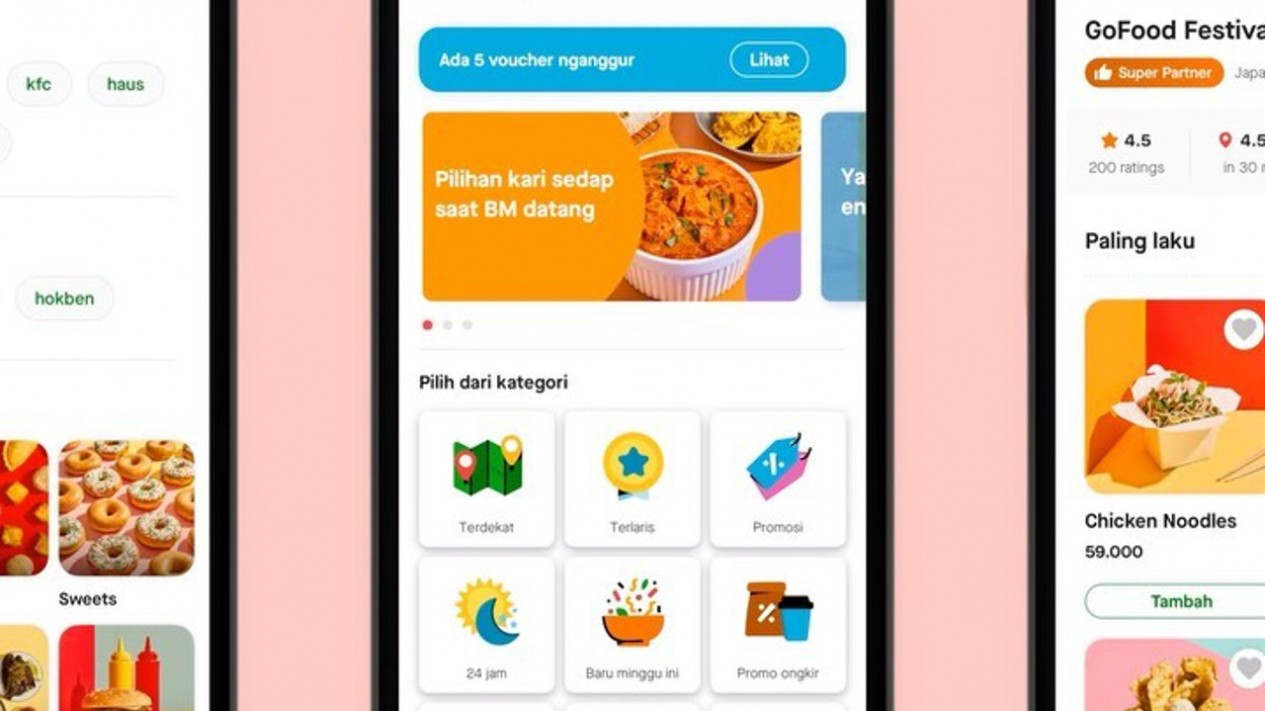 kfc
haus
hokben
Sweets
Ada 5 voucher nganggur
Lihat
Pilihan kari sedap
saat BM datang
Ya
en
Pilih dari kategori
Terdekat
Terlaris
Promosi
24 jam
Baru minggu ini
Promo ongkir
GoFood Festiva
Super Partner
Japa
4.5
4.5
200 ratings
in 30
Paling laku
Chicken Noodles
59.000
Tambah